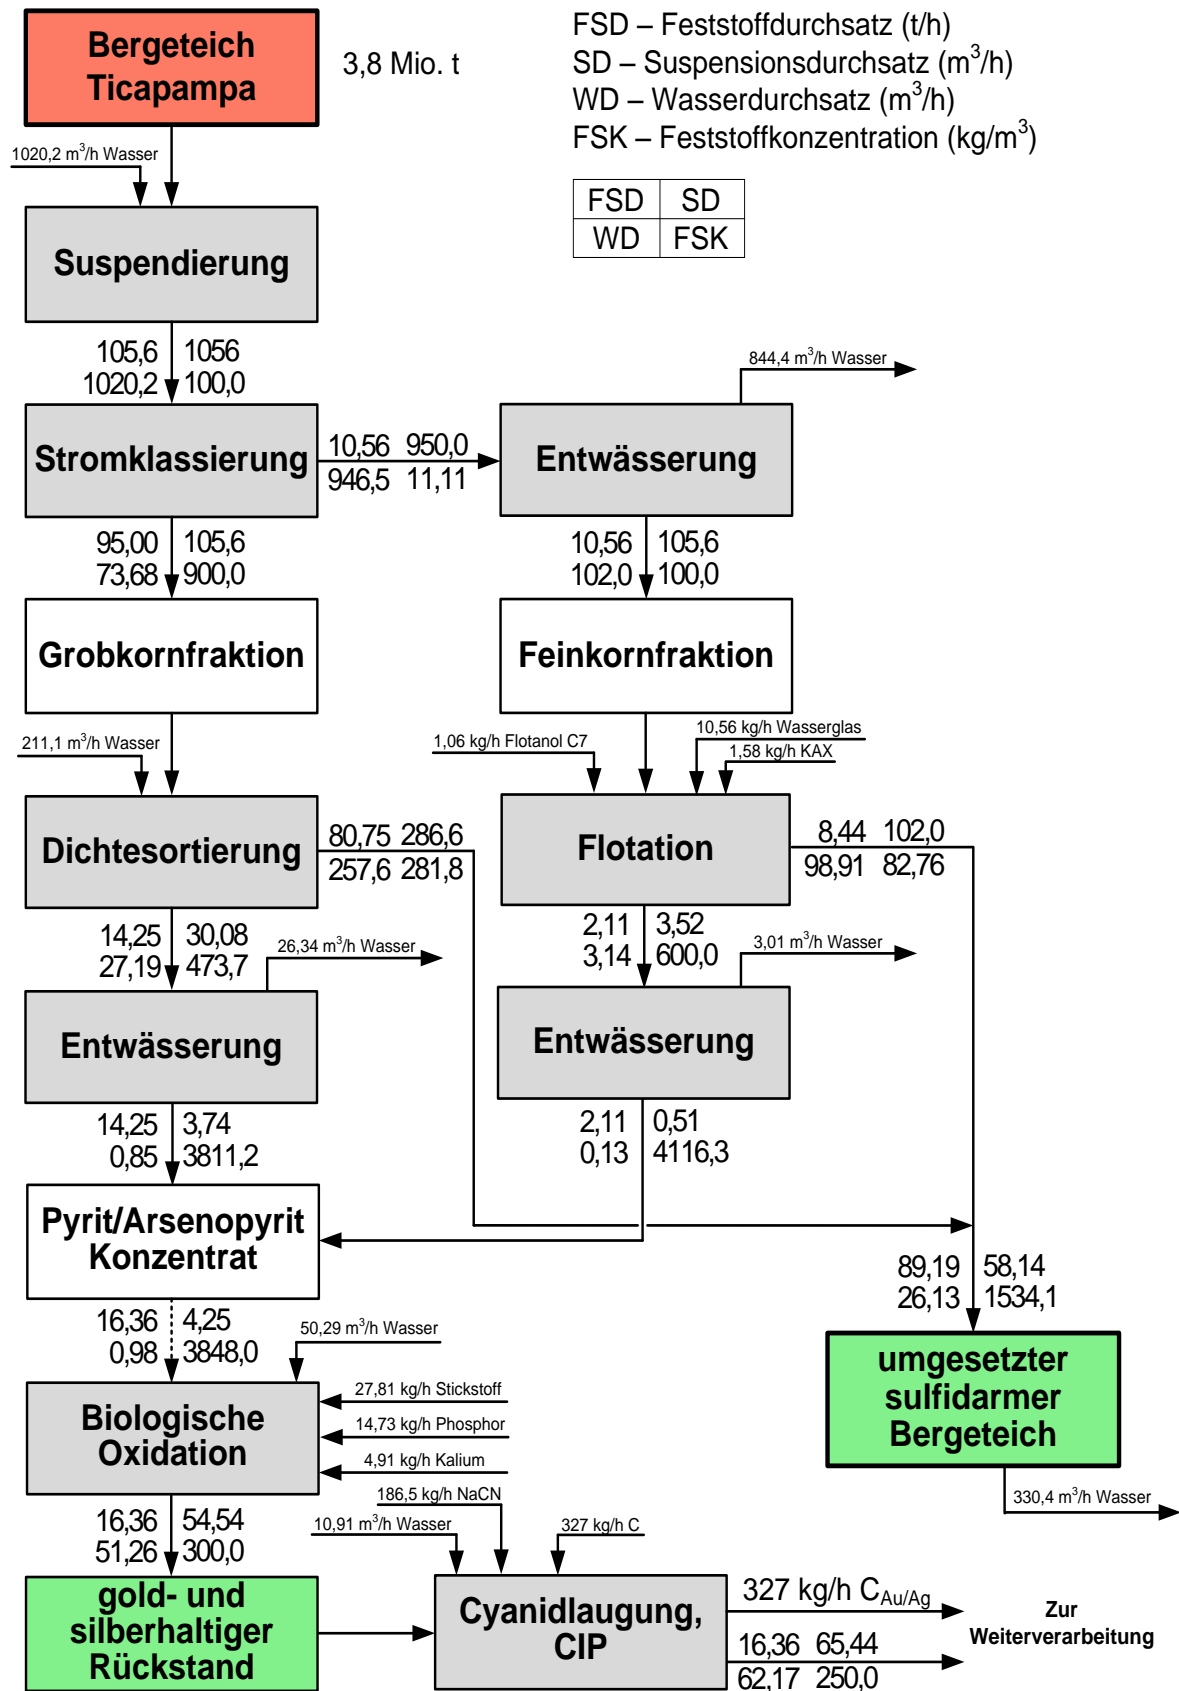 Bergeteich
Ticapampa
3,8 Mio. t
FSD – Feststoffdurchsatz (t/h)
SD – Suspensionsdurchsatz (m³/h)
WD – Wasserdurchsatz (m³/h)
FSK – Feststoffkonzentration (kg/m³)
FSD SD
WD FSK
1020,2 m³/h Wasser
Suspendierung
105,6 1056
1020,2 100,0
844,4 m³/h Wasser
Stromklassierung
10,56 950,0
946,5 11,11
Entwässerung
95,00 105,6
73,68 900,0
10,56 105,6
102,0 100,0
Grobkornfraktion
Feinkornfraktion
211,1 m³/h Wasser
1,06 kg/h Flotanol C7
10,56 kg/h Wasserglas
1,58 kg/h KAX
Dichtesortierung
80,75 286,6
257,6 281,8
Flotation
8,44 102,0
98,91 82,76
14,25 30,08
27,19 473,7
26,34 m³/h Wasser
2,11 3,52
3,14 600,0
3,01 m³/h Wasser
Entwässerung
Entwässerung
14,25 3,74
0,85 3811,2
2,11 0,51
0,13 4116,3
Pyrit/Arsenopyrit
Konzentrat
89,19 58,14
26,13 1534,1
16,36 4,25
0,98 3848,0
50,29 m³/h Wasser
umgesetzter
sulfidarmer
Bergeteich
Biologische
Oxidation
27,81 kg/h Stickstoff
14,73 kg/h Phosphor
4,91 kg/h Kalium
330,4 m³/h Wasser
16,36 54,54
51,26 300,0
186,5 kg/h NaCN
10,91 m³/h Wasser
327 kg/h C
gold- und
silberhaltiger
Rückstand
Cyanidlaugung,
CIP
327 kg/h C Au/Ag
16,36 65,44
62,17 250,0
Zur
Weiterverarbeitung